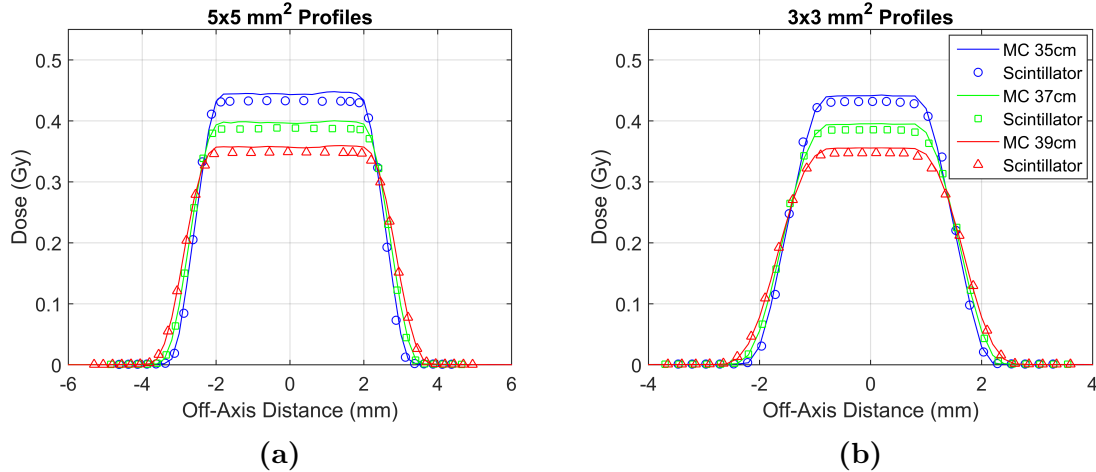 5x5 mm² Profiles
0.5
0.4
0.3
0.2
0.1
0
Dose (Gy)
-6 -4 -2 0 2 4 6
Off-Axis Distance (mm)
(a)
3x3 mm² Profiles
MC 35cm
Scintillator
MC 37cm
Scintillator
MC 39cm
Scintillator
0.5
0.4
0.3
0.2
0.1
0
Dose (Gy)
-4 -2 0 2 4
Off-Axis Distance (mm)
(b)